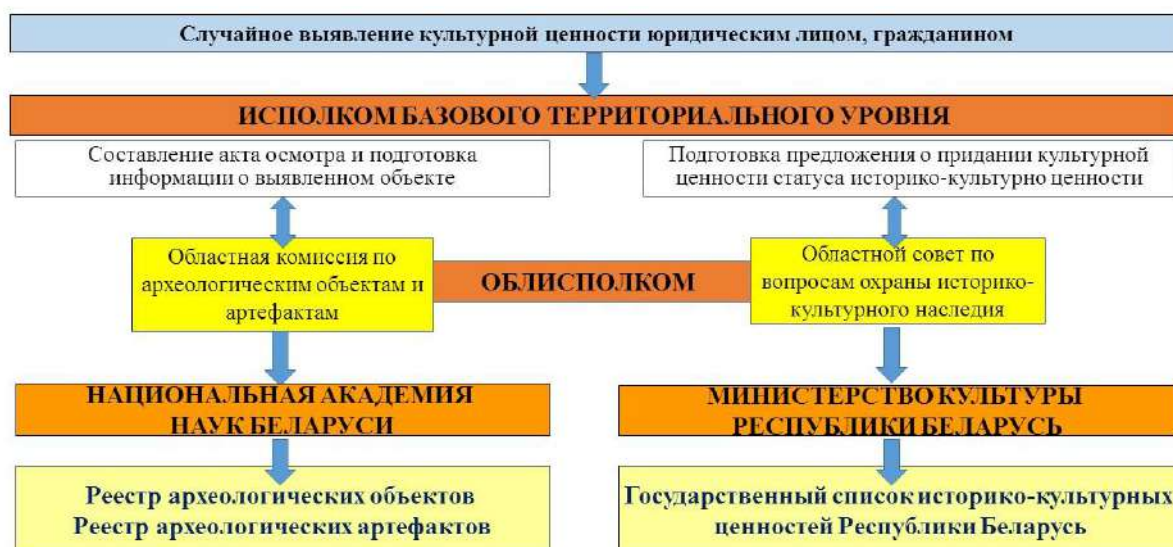 Случайное выявление культурной ценности юридическим лицом, гражданином
ИСПОЛКОМ БАЗОВОГО ТЕРРИТОРИАЛЬНОГО УРОВНЯ
Составление акта осмотра и подготовка
информации о выявленном объекте
Подготовка предложения о придании культурной
ценности статуса историко-культурно ценности
Областная комиссия по
археологическим объектам и
артефактам
ОБЛИСПОЛКОМ
Областной совет по
вопросам охраны историко-
культурного наследия
НАЦИОНАЛЬНАЯ АКАДЕМИЯ
НАУК БЕЛАРУСИ
МИНИСТЕРСТВО КУЛЬТУРЫ
РЕСПУБЛИКИ БЕЛАРУСЬ
Реестр археологических объектов
Реестр археологических артефактов
Государственный список историко-культурных
ценностей Республики Беларусь